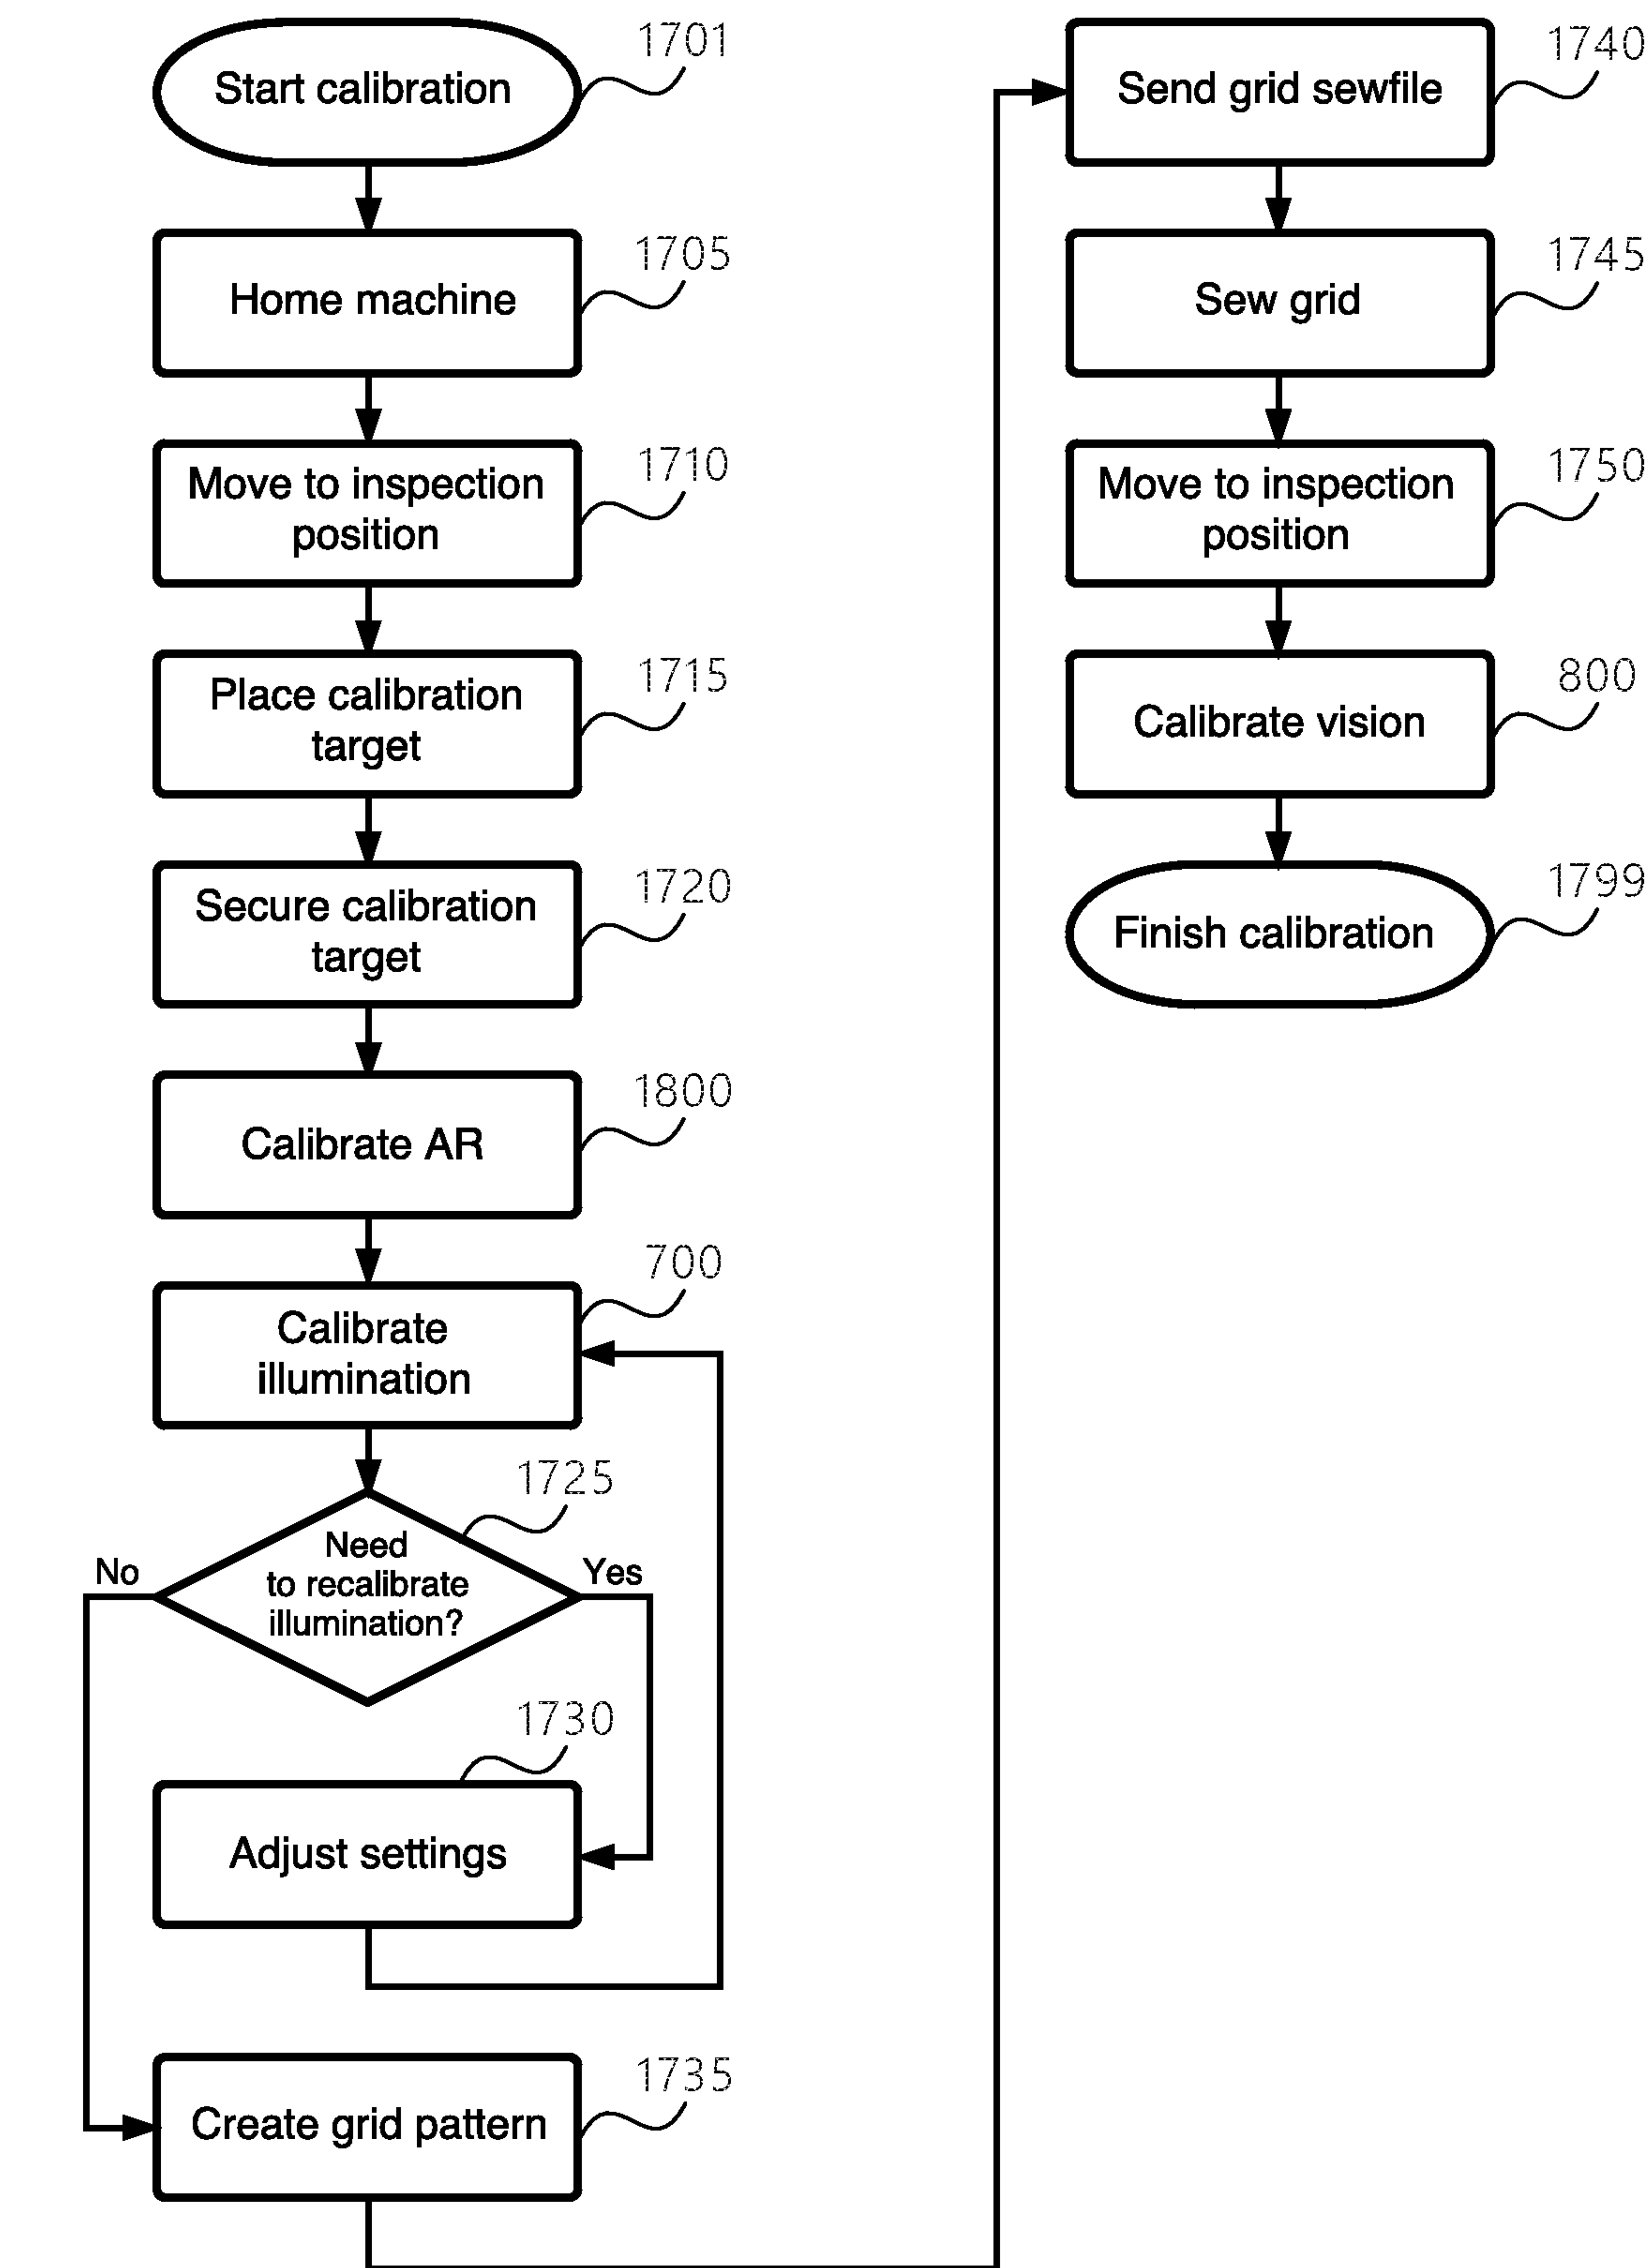 Start calibration
1701
Home machine
1705
Move to inspection
position
1710
Place calibration
target
1715
Secure calibration
target
1720
Calibrate AR
1800
Calibrate
illumination
700
Need
to recalibrate
illumination?
1725
No
Yes
Adjust settings
1730
Create grid pattern
1735
Send grid sewfile
1740
Sew grid
1745
Move to inspection
position
1750
Calibrate vision
800
Finish calibration
1799